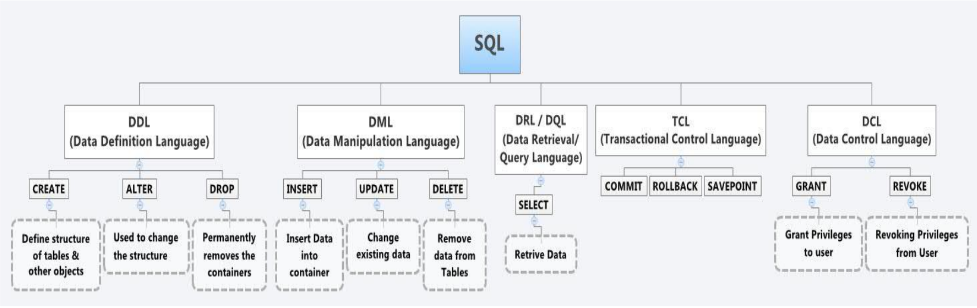 SQL
DDL
(Data Definition Language)
DML
(Data Manipulation Language)
DRL / DQL
(Data Retrieval/
Query Language)
TCL
(Transactional Control Language)
DCL
(Data Control Language)
CREATE
ALTER
DROP
INSERT
UPDATE
DELETE
SELECT
COMMIT
ROLLBACK
SAVEPOINT
GRANT
REVOKE
Define structure
of tables &
other objects
Used to change
the structure
Permanently
removes the
containers
Insert Data
into
container
Change
existing data
Remove
data from
Tables
Retrive Data
Grant Privileges
to user
Revoking Privileges
from User